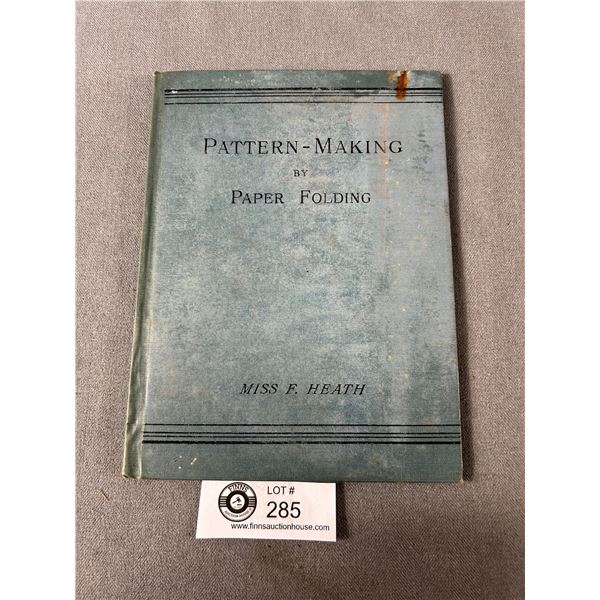 PATTERN-MAKING
BY
PAPER FOLDING
MISS F. HEATH
FINNS
LOT #
285
www.finnsauctionhouse.com